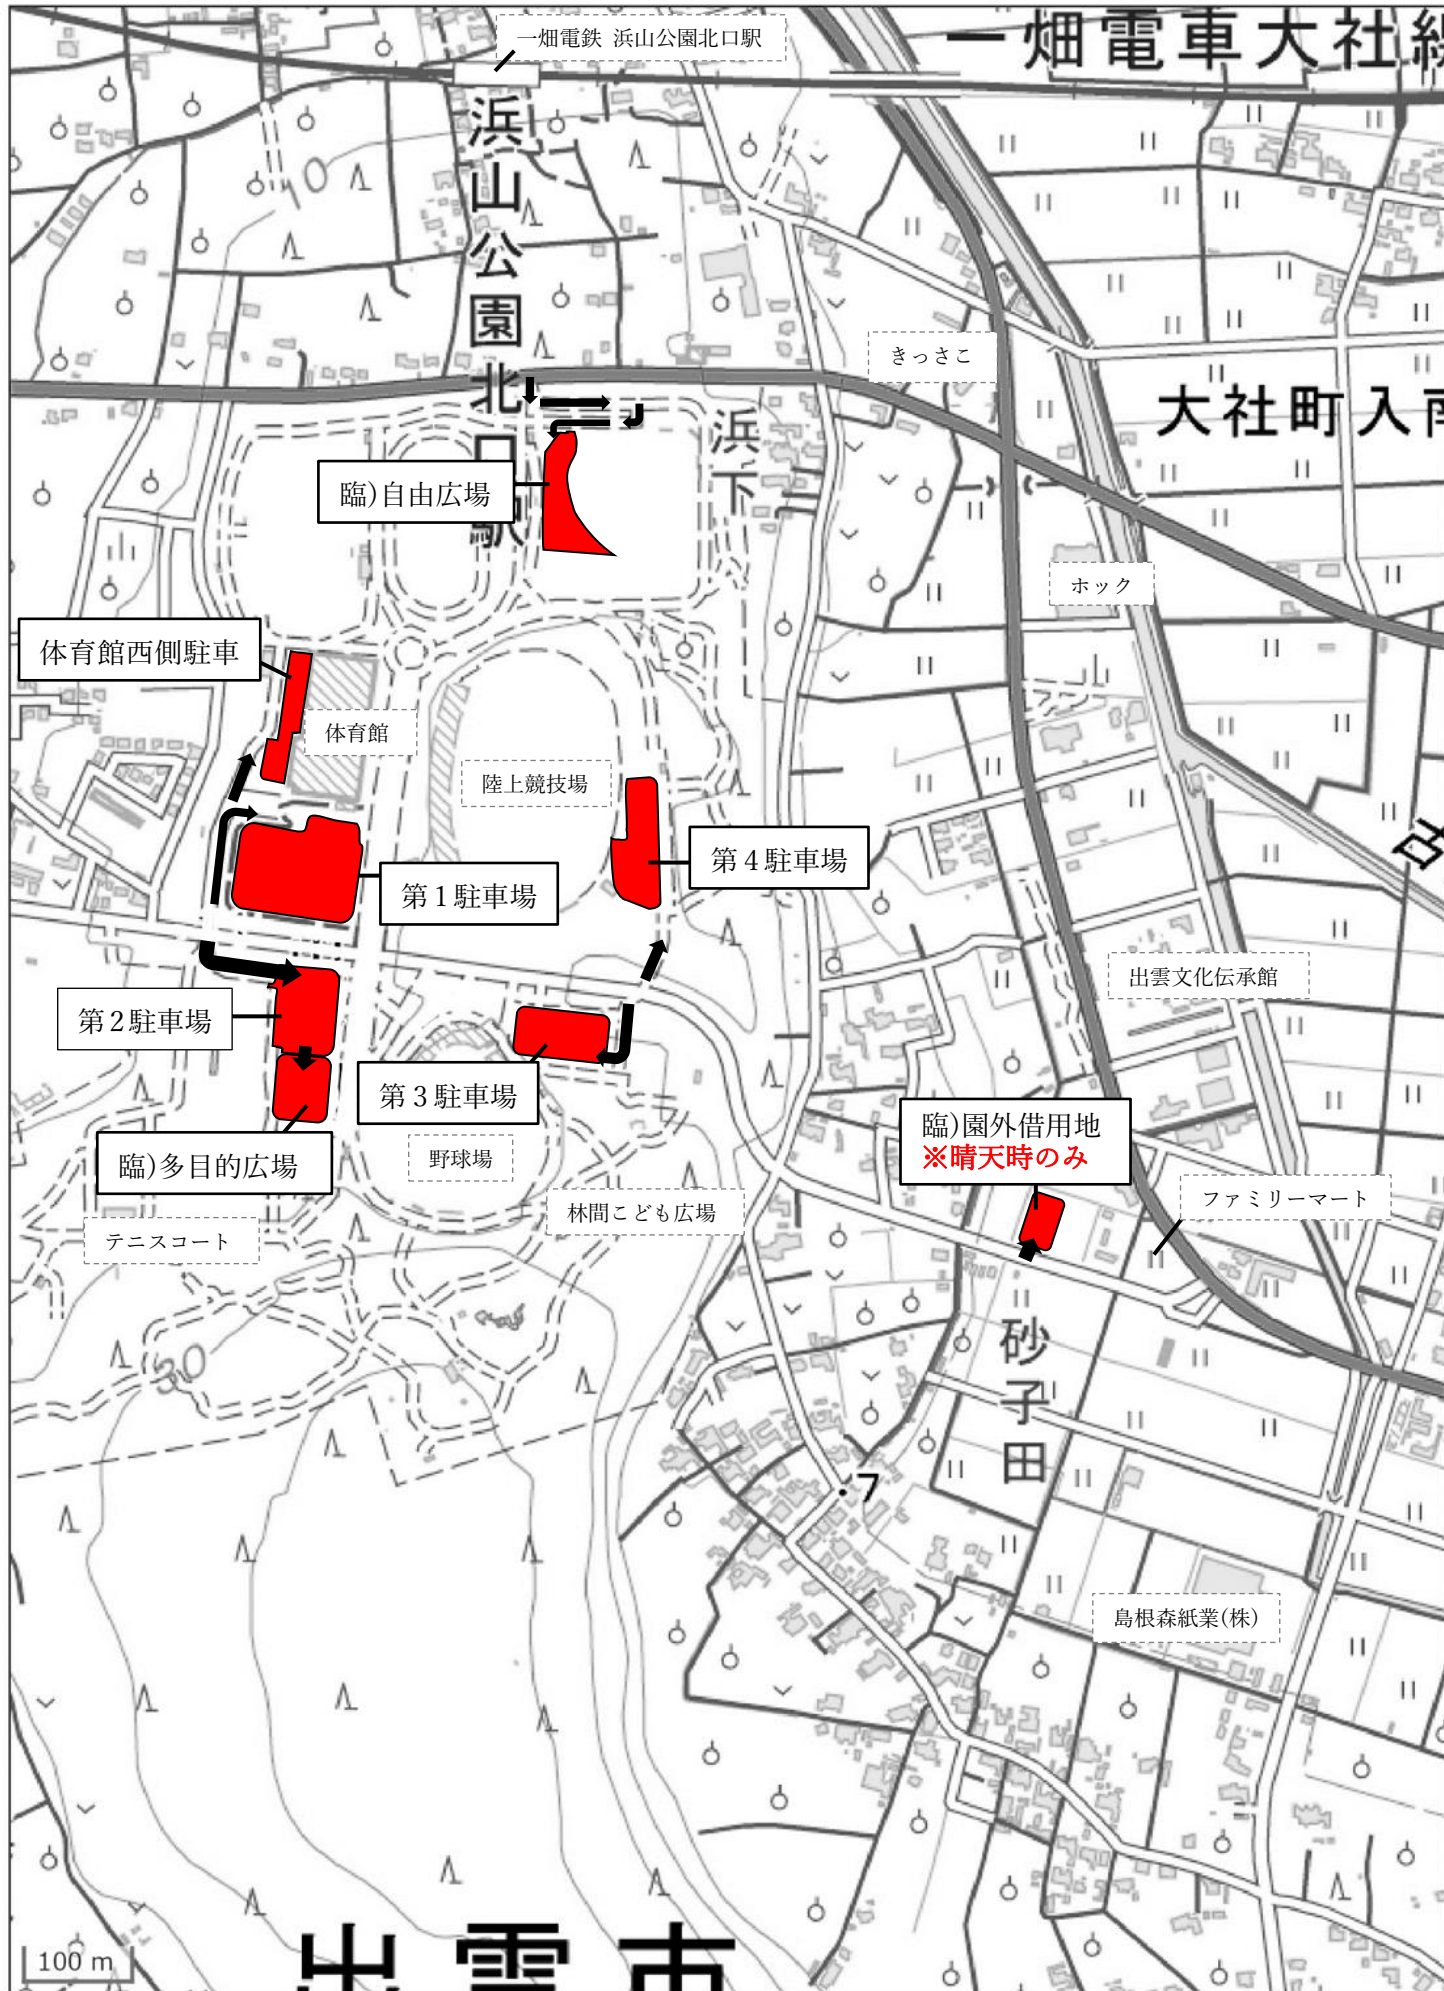 一畑電鉄 浜山公園北口駅
一畑電車大社線
浜山公園北口駅
きっさこ
大社町入南
浜下
臨)自由広場
ホック
体育館西側駐車
体育館
陸上競技場
第4駐車場
第1駐車場
古
出雲文化伝承館
第2駐車場
第3駐車場
臨)園外借用地
※晴天時のみ
臨)多目的広場
野球場
林間こども広場
ファミリーマート
テニスコート
30
砂子田
・7
島根森紙業(株)
出雲市
100 m